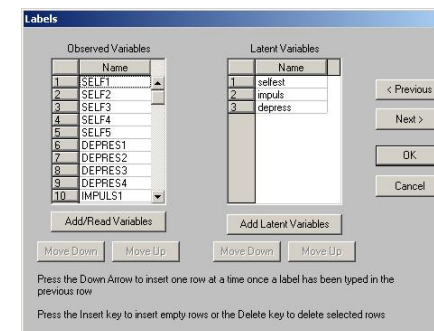 Labels
Observed Variables
Name
1 SELF1
2 SELF2
3 SELF3
4 SELF4
5 SELF5
6 DEPRES1
7 DEPRES2
8 DEPRES3
9 DEPRES4
10 IMPULS1
Add/Read Variables
Move Down Move Up
Latent Variables
Name
1 selfest
2 impuls
3 depress
Add Latent Variables
Move Down Move Up
< Previous
Next >
OK
Cancel
Press the Down Arrow to insert one row at a time once a label has been typed in the
previous row
Press the Insert key to insert empty rows or the Delete key to delete selected rows